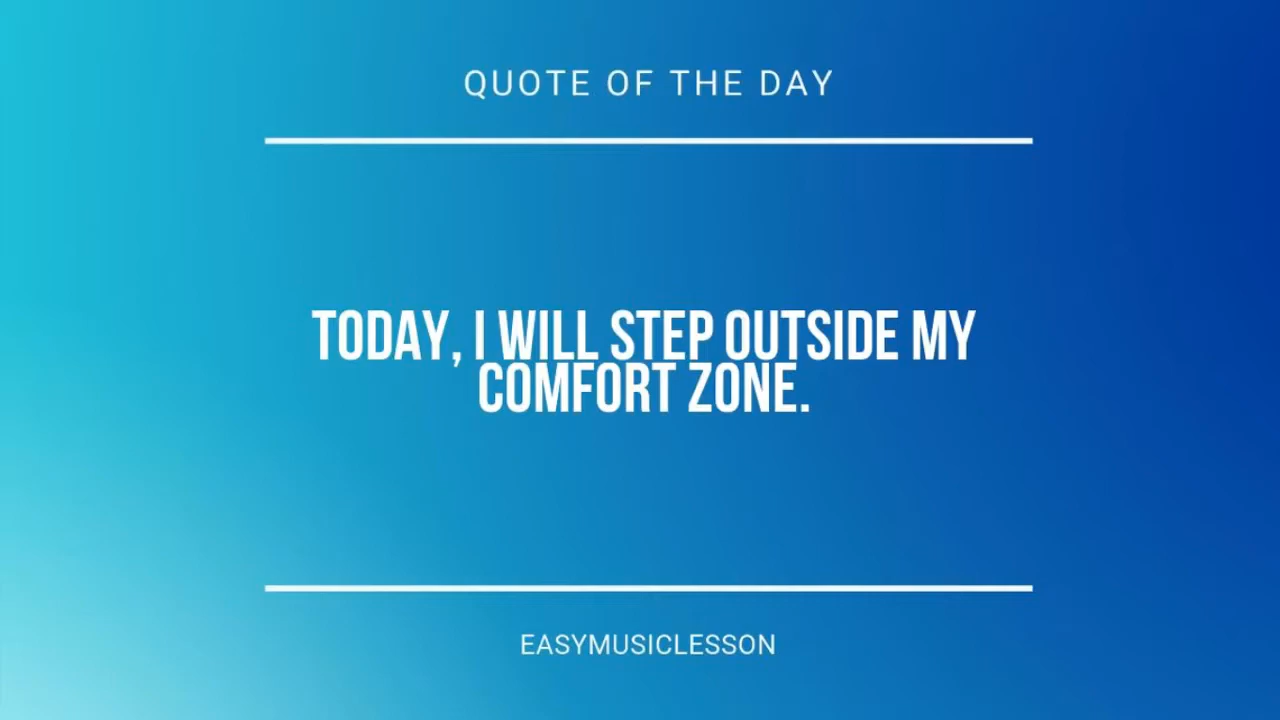 QUOTE OF THE DAY
TODAY, I WILL STEP OUTSIDE MY
COMFORT ZONE.
EASYMUSICLESSON